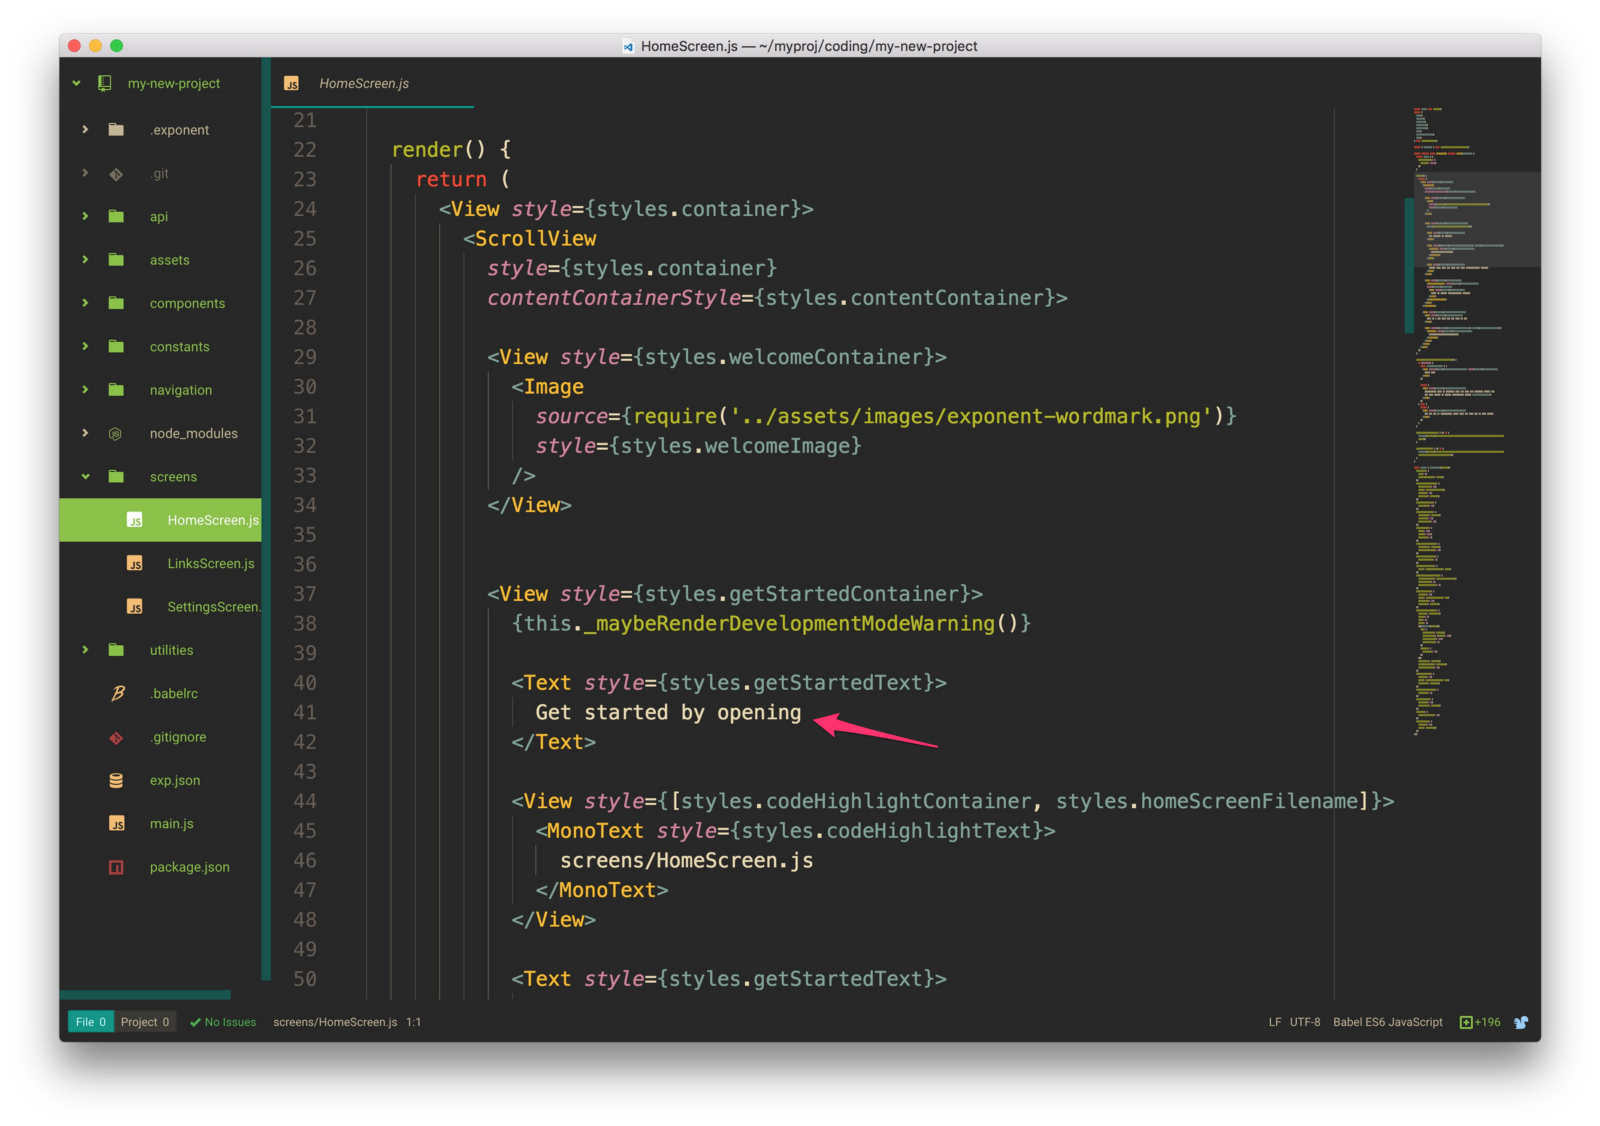 HomeScreen.js — ~/myproj/coding/my-new-project
my-new-project
.exponent
.git
api
assets
components
constants
navigation
node_modules
screens
HomeScreen.js
LinksScreen.js
SettingsScreen.
utilities
.babelrc
.gitignore
exp.json
main.js
package.json
HomeScreen.js
21
22 render() {
23 return (
24 <View style={styles.container}>
25 <ScrollView
26 style={styles.container}
27 contentContainerStyle={styles.contentContainer}>
28
29 <View style={styles.welcomeContainer}>
30 <Image
31 source={require('../assets/images/exponent-wordmark.png')}
32 style={styles.welcomeImage}
33 />
34 </View>
35
36
37 <View style={styles.getStartedContainer}>
38 {this._maybeRenderDevelopmentModeWarning()}
39
40 <Text style={styles.getStartedText}>
41 Get started by opening
42 </Text>
43
44 <View style={[styles.codeHighlightContainer, styles.homeScreenFilename]}>
45 <MonoText style={styles.codeHighlightText}>
46 screens/HomeScreen.js
47 </MonoText>
48 </View>
49
50 <Text style={styles.getStartedText}>
File 0 Project 0 No Issues screens/HomeScreen.js 1:1 LF UTF-8 Babel ES6 JavaScript +196